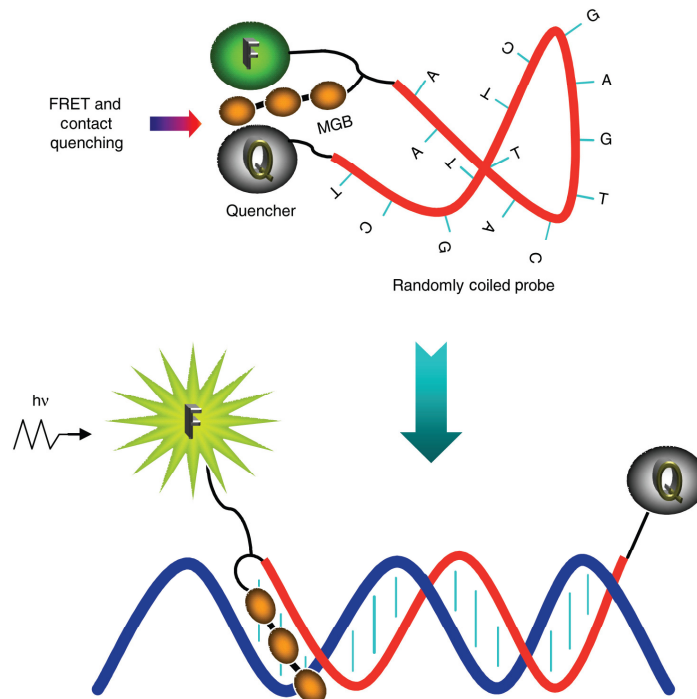 F
FRET and
contact
quenching
MGB
Q
Quencher
A
A
T
A
C
T
G
A
G
T
C
T
T
C
G
Randomly coiled probe
hν
F
Q